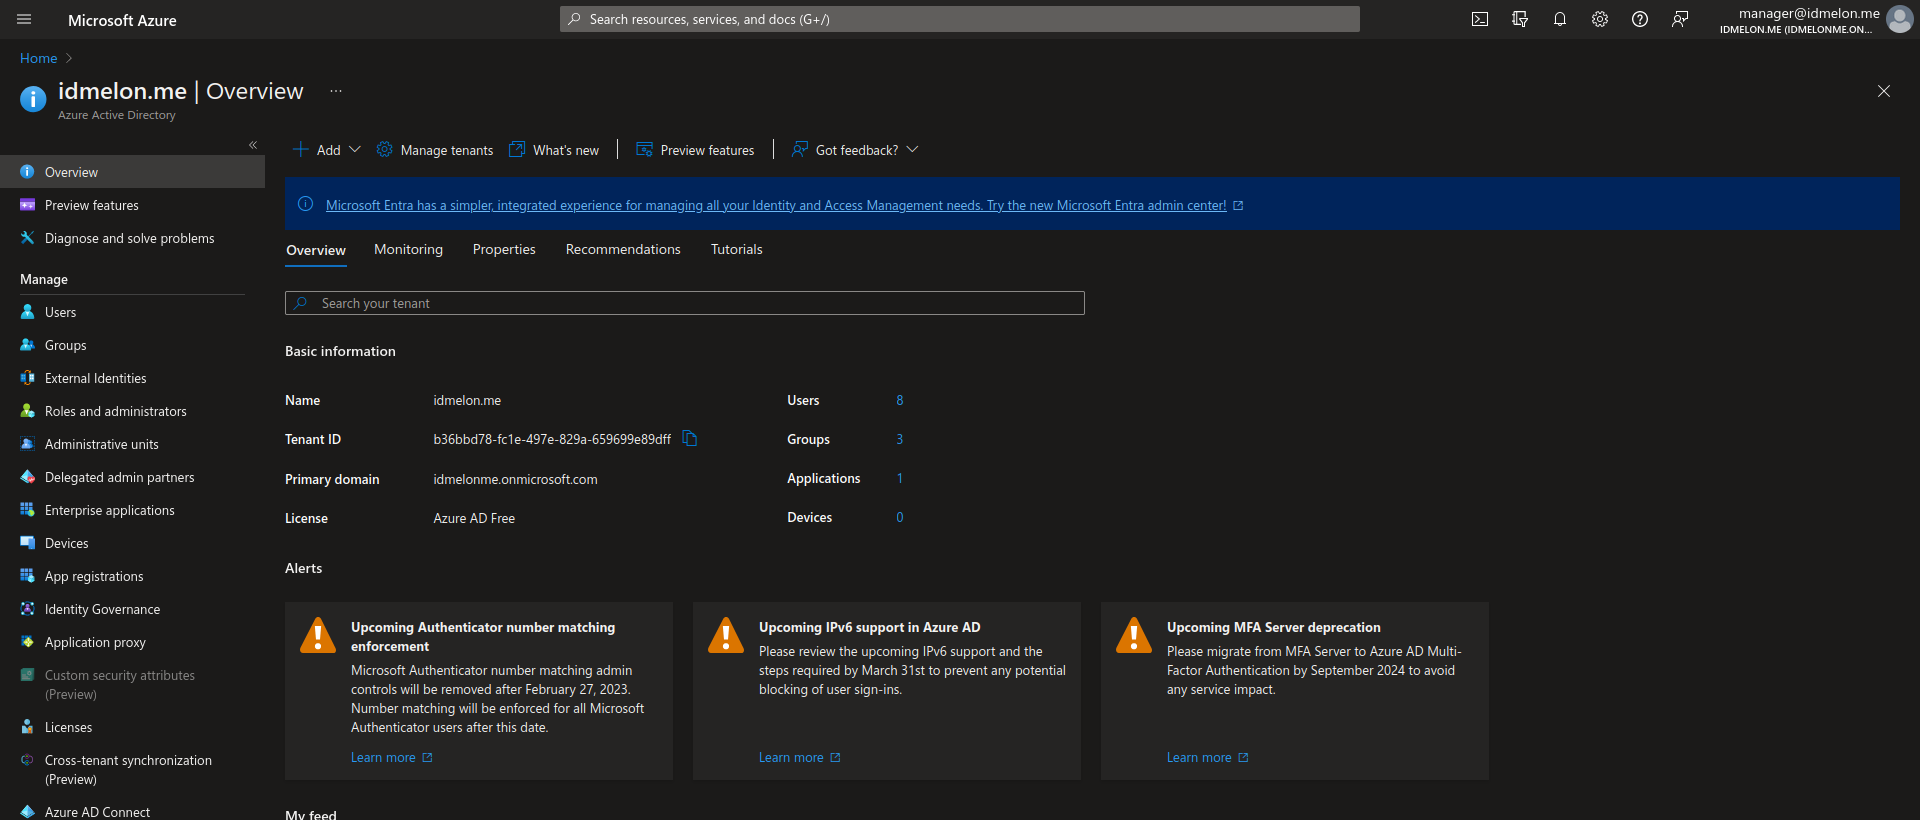 Microsoft Azure
Search resources, services, and docs (G+/)
manager@idmelon.me
IDMELON.ME (IDMELONME.ON...
Home
idmelon.me | Overview
...
Azure Active Directory
«
Overview
Preview features
Diagnose and solve problems
Manage
Users
Groups
External Identities
Roles and administrators
Administrative units
Delegated admin partners
Enterprise applications
Devices
App registrations
Identity Governance
Application proxy
Custom security attributes
(Preview)
Licenses
Cross-tenant synchronization
(Preview)
Azure AD Connect
Add
Manage tenants
What's new
Preview features
Got feedback?
Microsoft Entra has a simpler, integrated experience for managing all your Identity and Access Management needs. Try the new Microsoft Entra admin center!
Overview
Monitoring
Properties
Recommendations
Tutorials
Search your tenant
Basic information
Name idmelon.me
Users 8
Tenant ID b36bbd78-fc1e-497e-829a-659699e89dff
Groups 3
Primary domain idmelonme.onmicrosoft.com
Applications 1
License Azure AD Free
Devices 0
Alerts
Upcoming Authenticator number matching
enforcement
Microsoft Authenticator number matching admin
controls will be removed after February 27, 2023.
Number matching will be enforced for all Microsoft
Authenticator users after this date.
Learn more
Upcoming IPv6 support in Azure AD
Please review the upcoming IPv6 support and the
steps required by March 31st to prevent any potential
blocking of user sign-ins.
Learn more
Upcoming MFA Server deprecation
Please migrate from MFA Server to Azure AD Multi-
Factor Authentication by September 2024 to avoid
any service impact.
Learn more
My feed